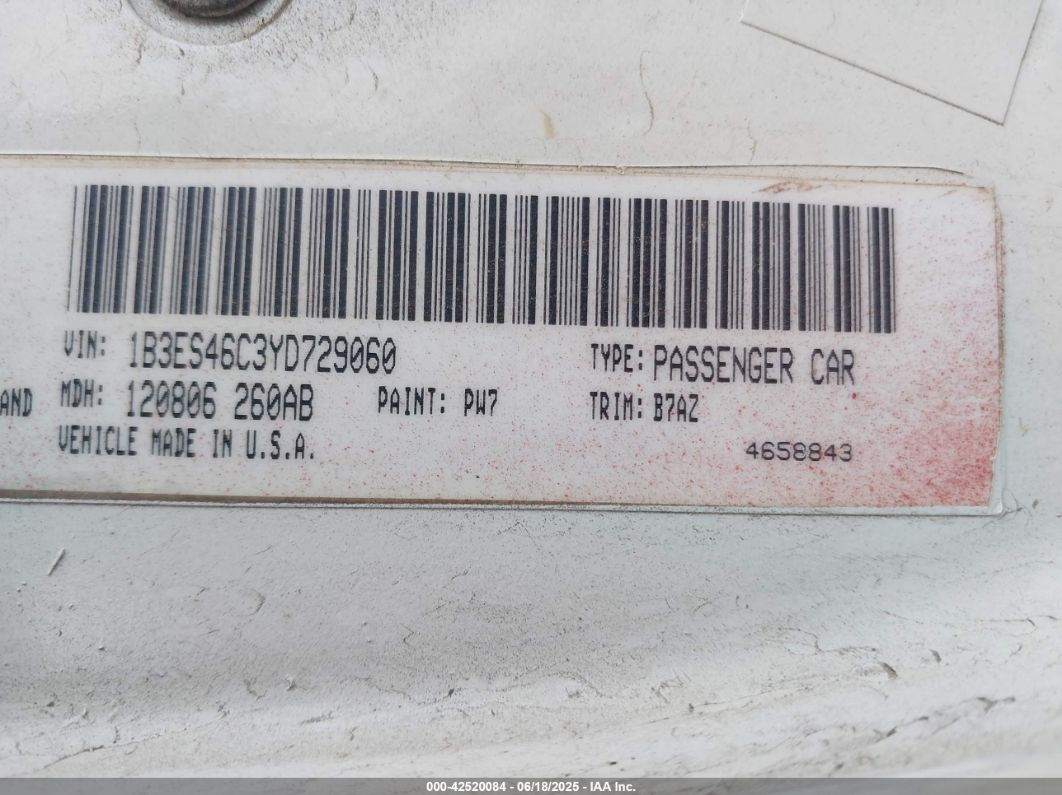 VIN: 1B3ES46C3YD729060 TYPE: PASSENGER CAR
AND MDH: 120806 260AB PAINT: PW7 TRIM: B7AZ
VEHICLE MADE IN U.S.A. 4658843
000-42520084 - 06/18/2025 - IAA Inc.